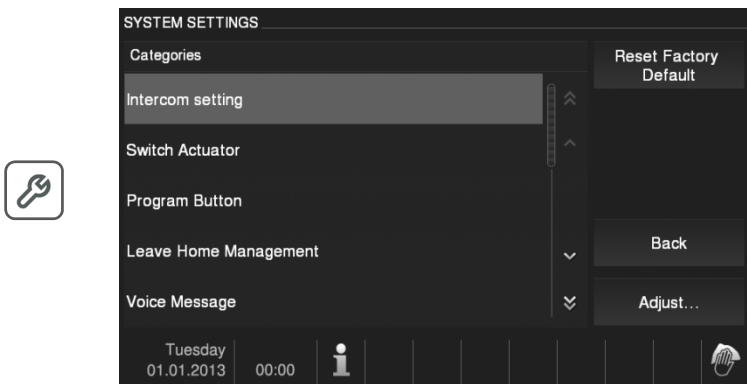 SYSTEM SETTINGS
Categories
Reset Factory
Default
Intercom setting
Switch Actuator
Program Button
Leave Home Management
Back
Voice Message
Adjust...
Tuesday
01.01.2013
00:00